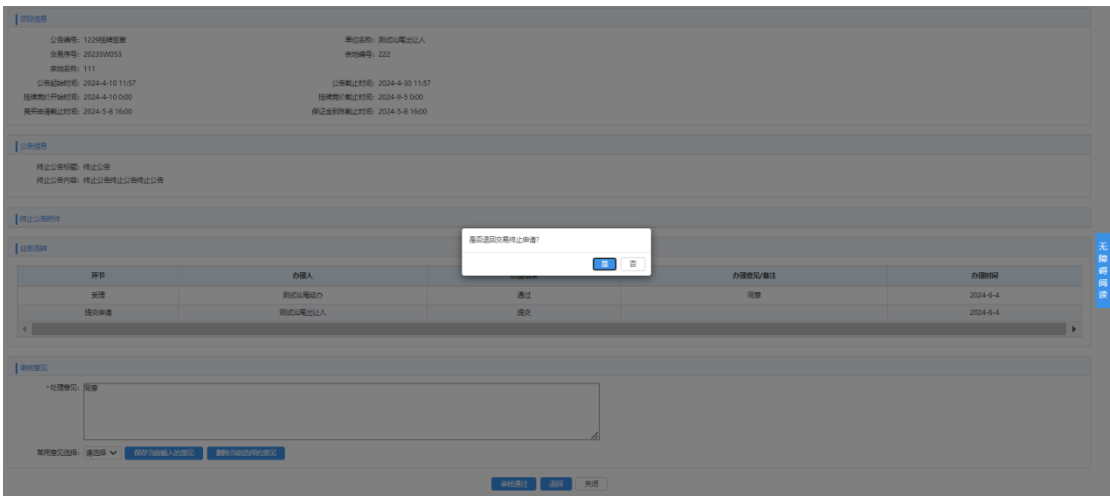 项目信息
公告编号: 1229挂牌竖屋 单位名称: 测试汕尾出让人
交易序号: 2023SW053 宗地编号: 222
宗地名称: 111
公告起始时间: 2024-4-10 11:57 公告截止时间: 2024-4-30 11:57
挂牌竞价开始时间: 2024-4-10 0:00 挂牌竞价截止时间: 2024-9-5 0:00
竞买申请截止时间: 2024-5-8 16:00 保证金到账截止时间: 2024-5-8 16:00
公告信息
终止公告标题: 终止公告
终止公告内容: 终止公告终止公告终止公告
终止公告附件
是否退回交易终止申请?
是 否
业务流转
环节 办理人 办理意见/备注 办理时间
受理 测试汕尾经办 通过 同意 2024-6-4
提交申请 测试汕尾出让人 提交 2024-6-4
审核意见
*处理意见: 同意
常用意见选择: 请选择 保存当前输入的意见 删除当前选择的意见
审核通过 退回 关闭
无障碍阅读